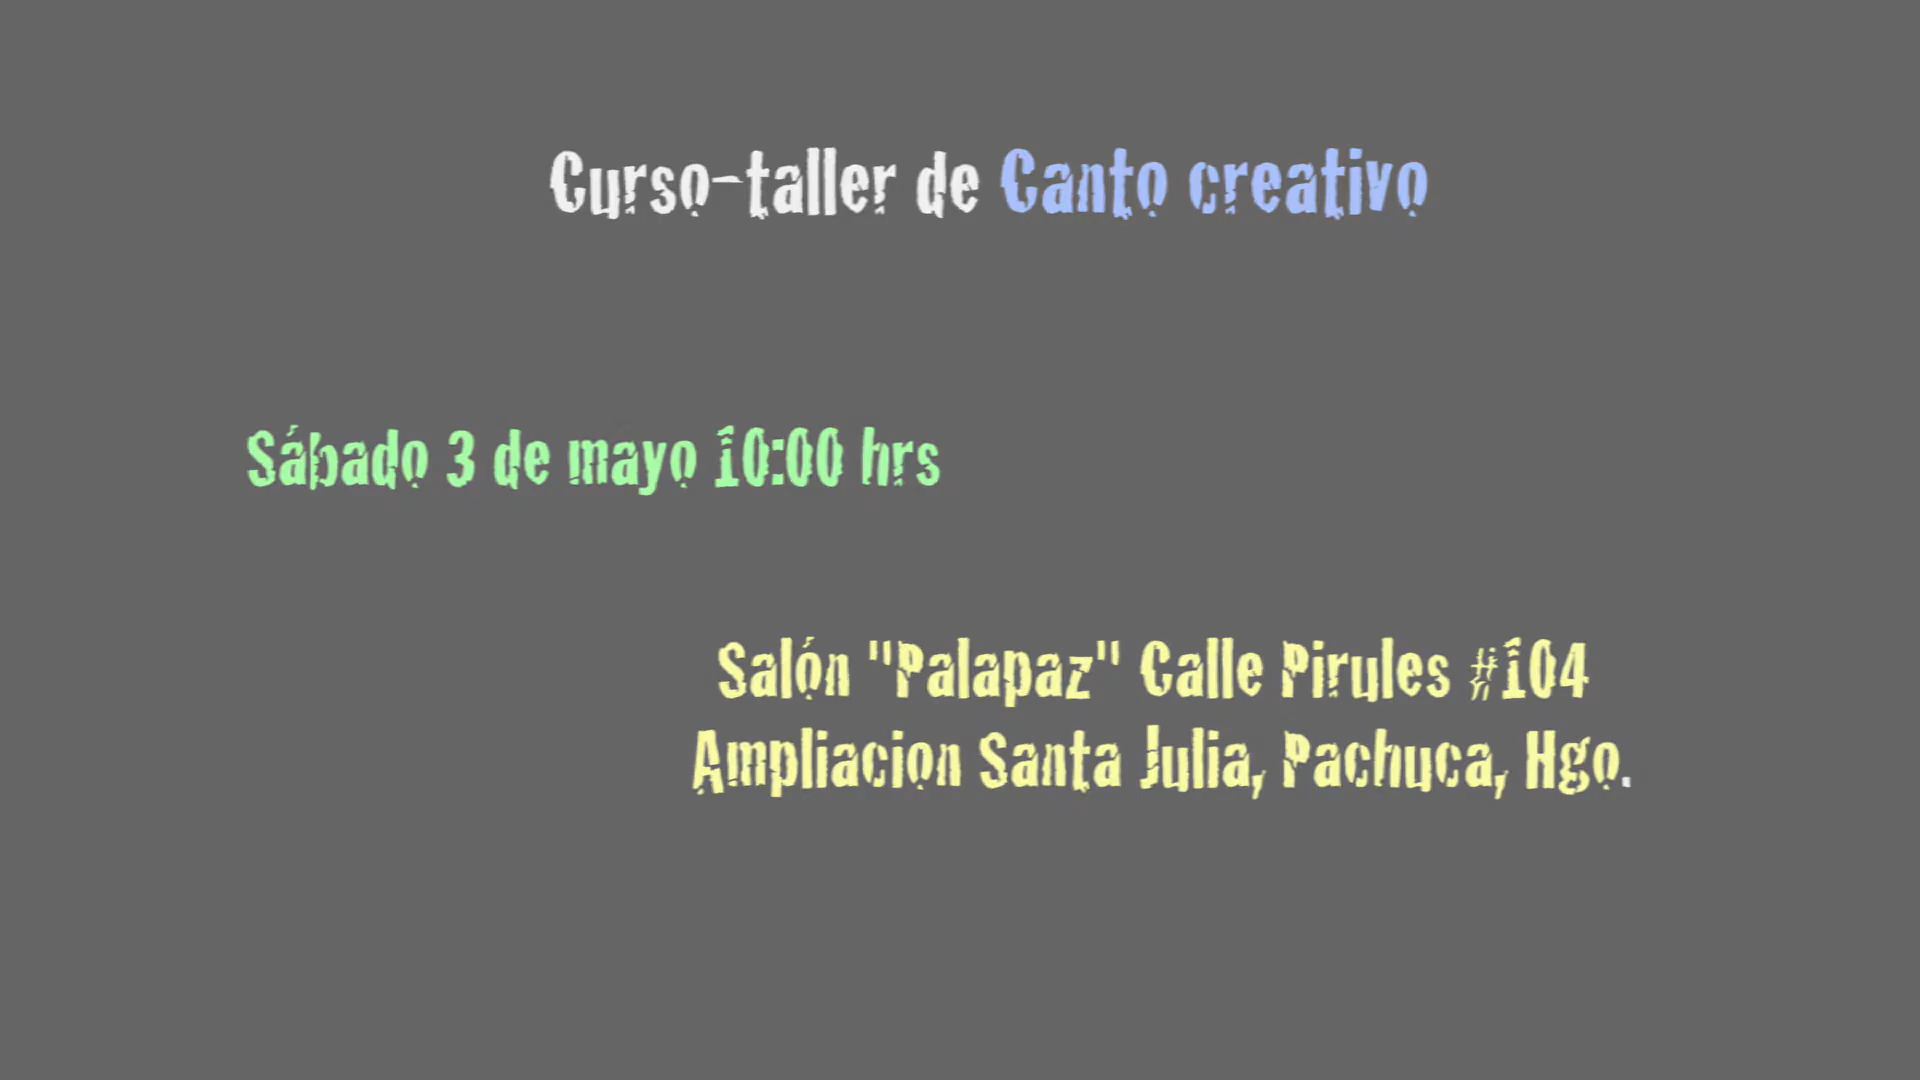 Curso-taller de Canto creativo
Sábado 3 de mayo 10:00 hrs
Salón "Palapaz" Calle Pirules #104
Ampliacion Santa Julia, Pachuca, Hgo.